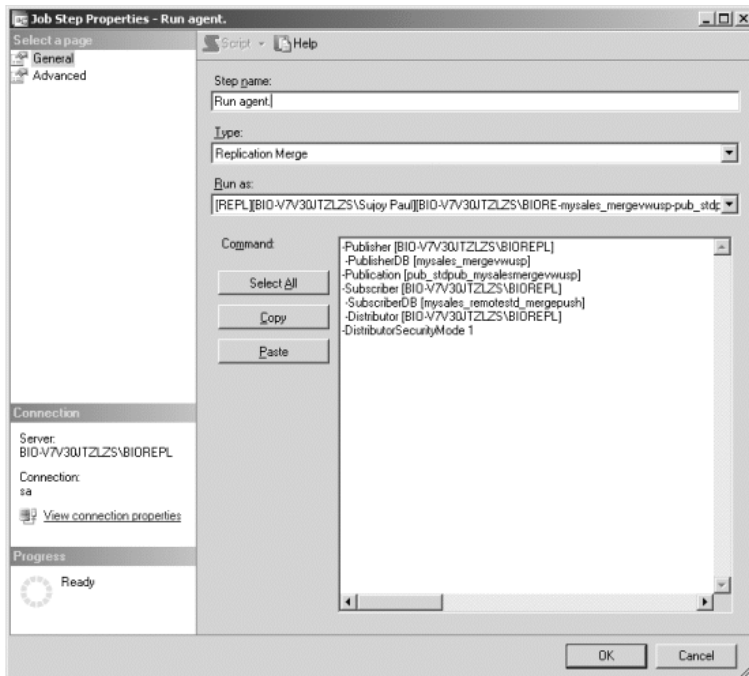 Job Step Properties - Run agent.
Select a page
General
Advanced
Script
Help
Step name:
Run agent.
Type:
Replication Merge
Run as:
[REPL][BIO-V7V30JTZLZS\Sujoy Paul][BIORE-mysales_mergevwusp-pub_stdp
Command:
Select All
Copy
Paste
-Publisher [BIO-V7V30JTZLZS\BIOREPL]
-PublisherDB [mysales_mergevwusp]
-Publication [pub_stdpub_mysalesmergevwusp]
-Subscriber [BIO-V7V30JTZLZS\BIOREPL]
-SubscriberDB [mysales_remotestd_mergepush]
-Distributor [BIO-V7V30JTZLZS\BIOREPL]
-DistributorSecurityMode 1
Connection
Server:
BIO-V7V30JTZLZS\BIOREPL
Connection:
sa
View connection properties
Progress
Ready
OK
Cancel